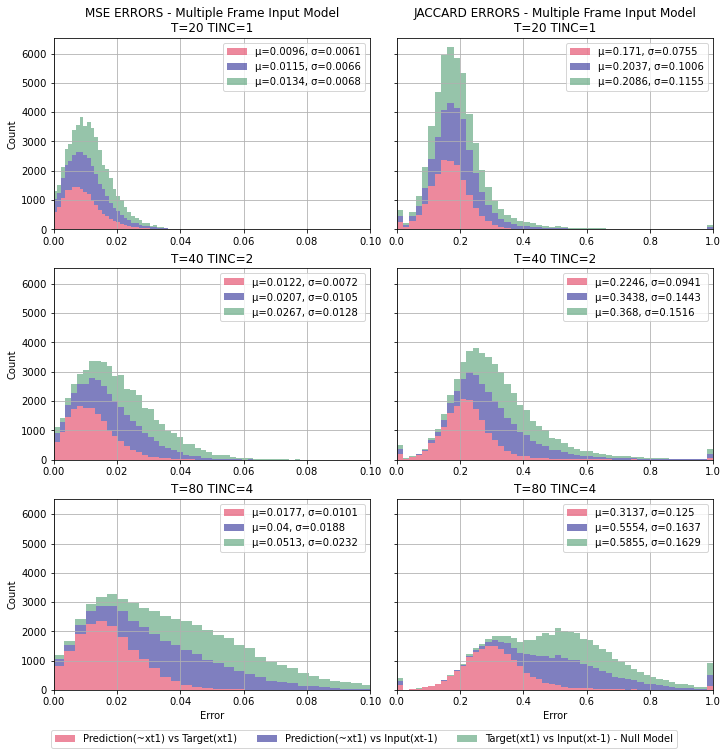 MSE ERRORS - Multiple Frame Input Model
T=20 TINC=1
JACCARD ERRORS - Multiple Frame Input Model
T=20 TINC=1
6000
5000
4000
3000
2000
1000
0
Count
μ=0.0096, σ=0.0061
μ=0.0115, σ=0.0066
μ=0.0134, σ=0.0068
0.00 0.02 0.04 0.06 0.08 0.10
μ=0.171, σ=0.0755
μ=0.2037, σ=0.1006
μ=0.2086, σ=0.1155
0.0 0.2 0.4 0.6 0.8 1.0
T=40 TINC=2
6000
5000
4000
3000
2000
1000
0
Count
μ=0.0122, σ=0.0072
μ=0.0207, σ=0.0105
μ=0.0267, σ=0.0128
0.00 0.02 0.04 0.06 0.08 0.10
T=40 TINC=2
μ=0.2246, σ=0.0941
μ=0.3438, σ=0.1443
μ=0.368, σ=0.1516
0.0 0.2 0.4 0.6 0.8 1.0
T=80 TINC=4
6000
5000
4000
3000
2000
1000
0
Count
μ=0.0177, σ=0.0101
μ=0.04, σ=0.0188
μ=0.0513, σ=0.0232
0.00 0.02 0.04 0.06 0.08 0.10
Error
T=80 TINC=4
μ=0.3137, σ=0.125
μ=0.5554, σ=0.1637
μ=0.5855, σ=0.1629
0.0 0.2 0.4 0.6 0.8 1.0
Error
Prediction(~xt1) vs Target(xt1) Prediction(~xt1) vs Input(xt-1) Target(xt1) vs Input(xt-1) - Null Model